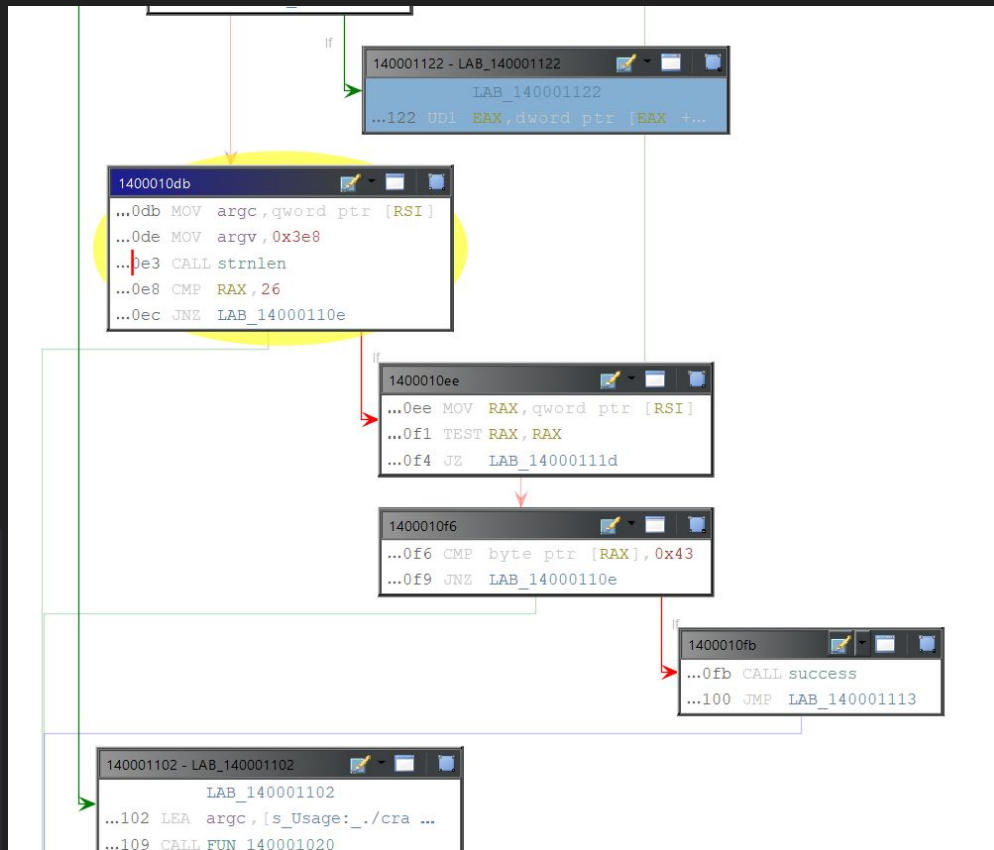 If
140001122 - LAB_140001122
LAB_140001122
...122 UD1 EAX,dword ptr [EAX +...
1400010db
...0db MOV argc,qword ptr [RSI]
...0de MOV argv,0x3e8
...0e3 CALL strnlen
...0e8 CMP RAX,26
...0ec JNZ LAB_14000110e
If
1400010ee
...0ee MOV RAX,qword ptr [RSI]
...0f1 TEST RAX,RAX
...0f4 JZ LAB_14000111d
1400010f6
...0f6 CMP byte ptr [RAX],0x43
...0f9 JNZ LAB_14000110e
If
1400010fb
...0fb CALL success
...100 JMP LAB_140001113
140001102 - LAB_140001102
LAB_140001102
...102 LEA argc,[s_Usage:_./cra ...
...109 CALL FUN_140001020